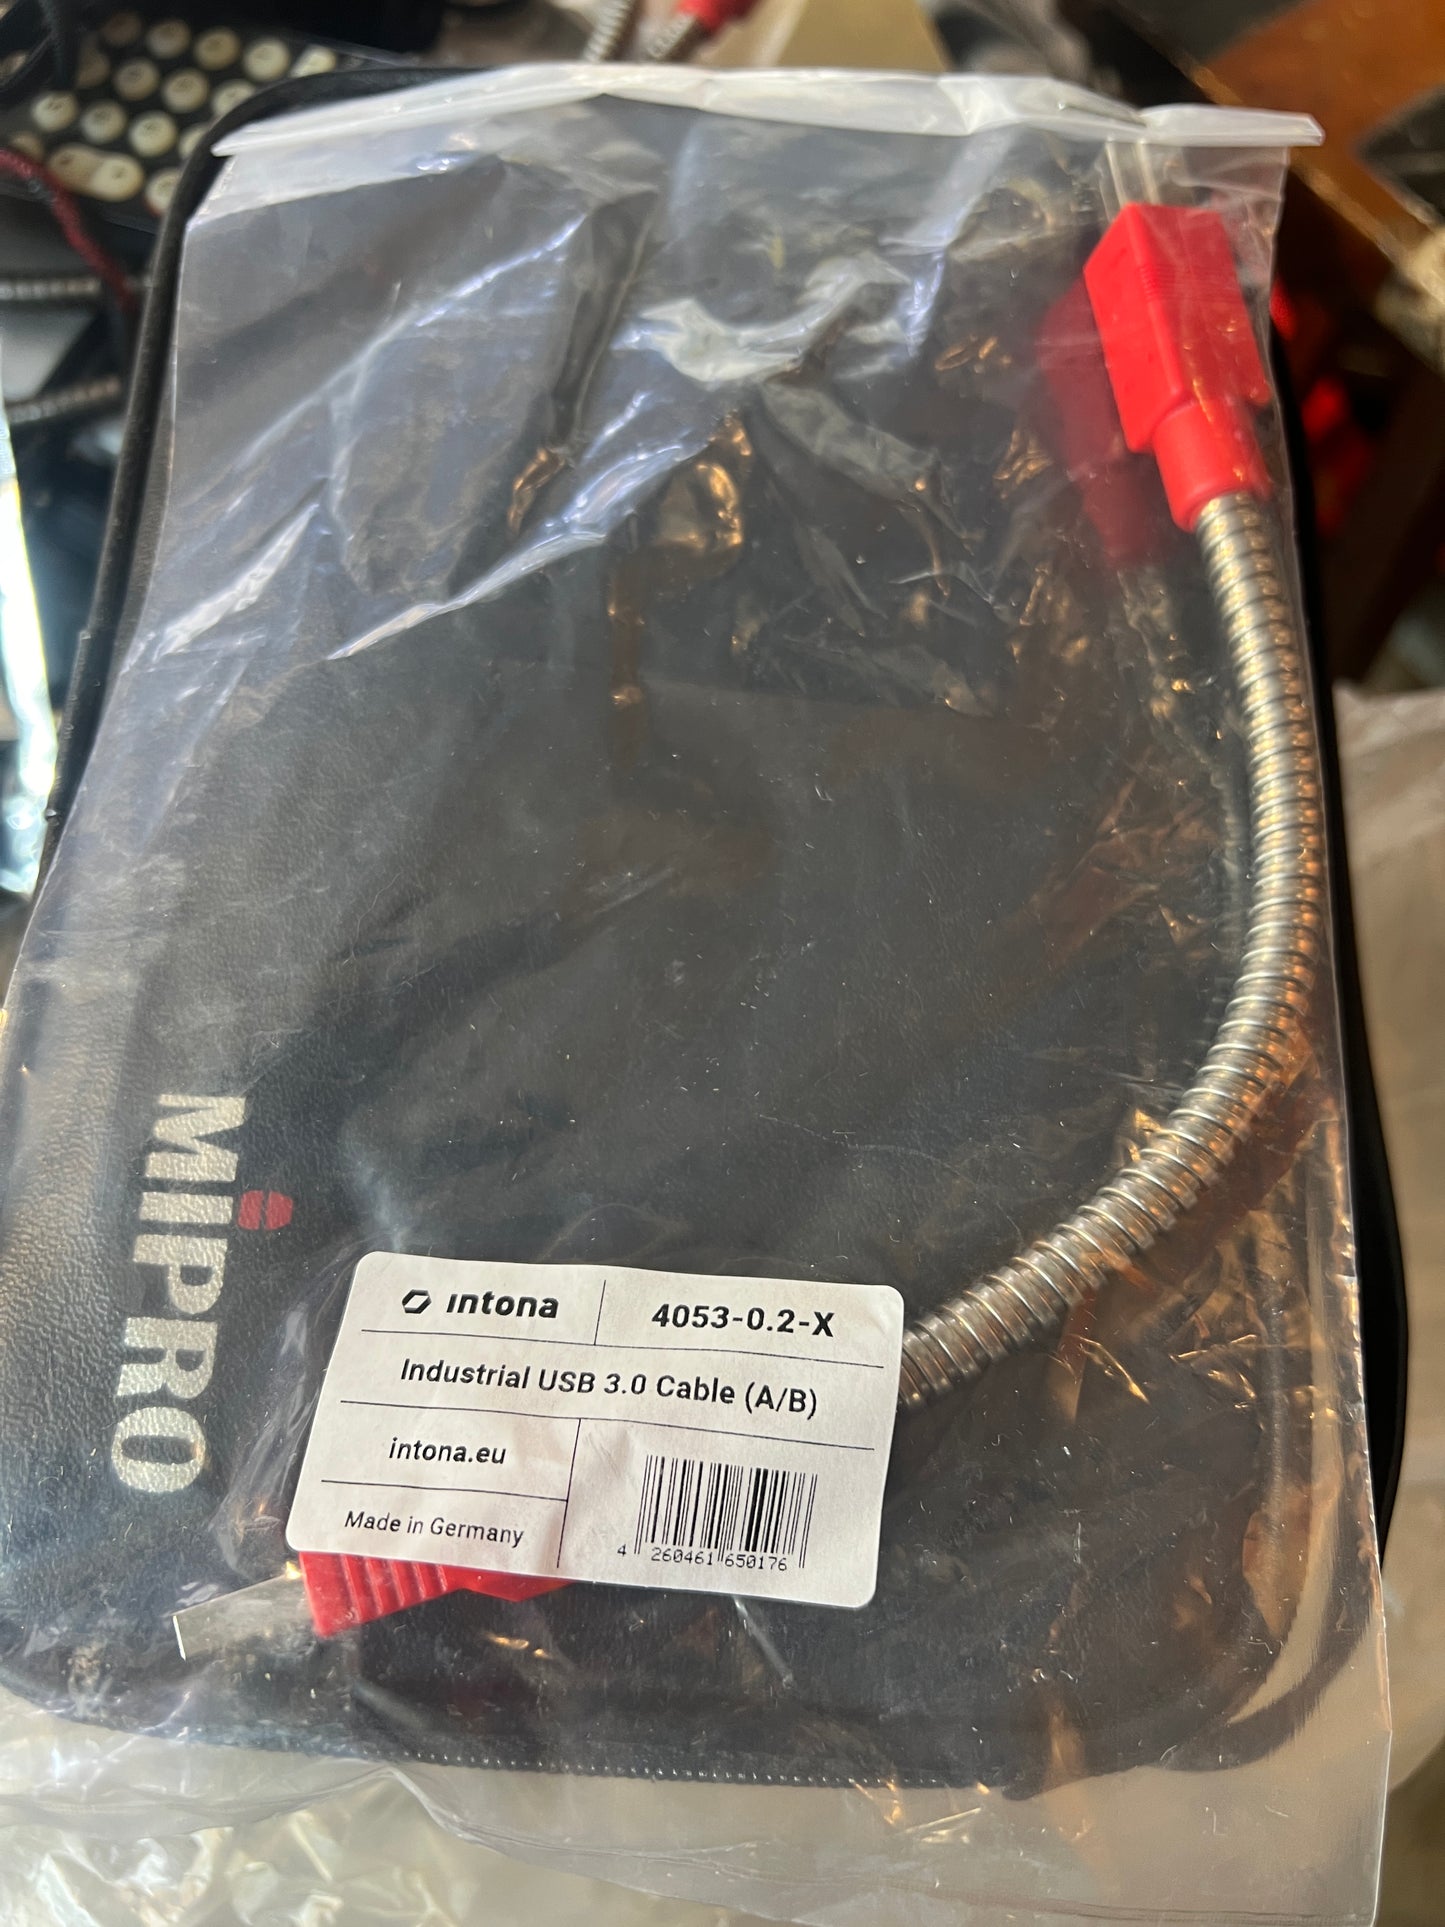 MIPRO
intona
4053-0.2-X
Industrial USB 3.0 Cable (A/B)
intona.eu
Made in Germany
4 260461 650176